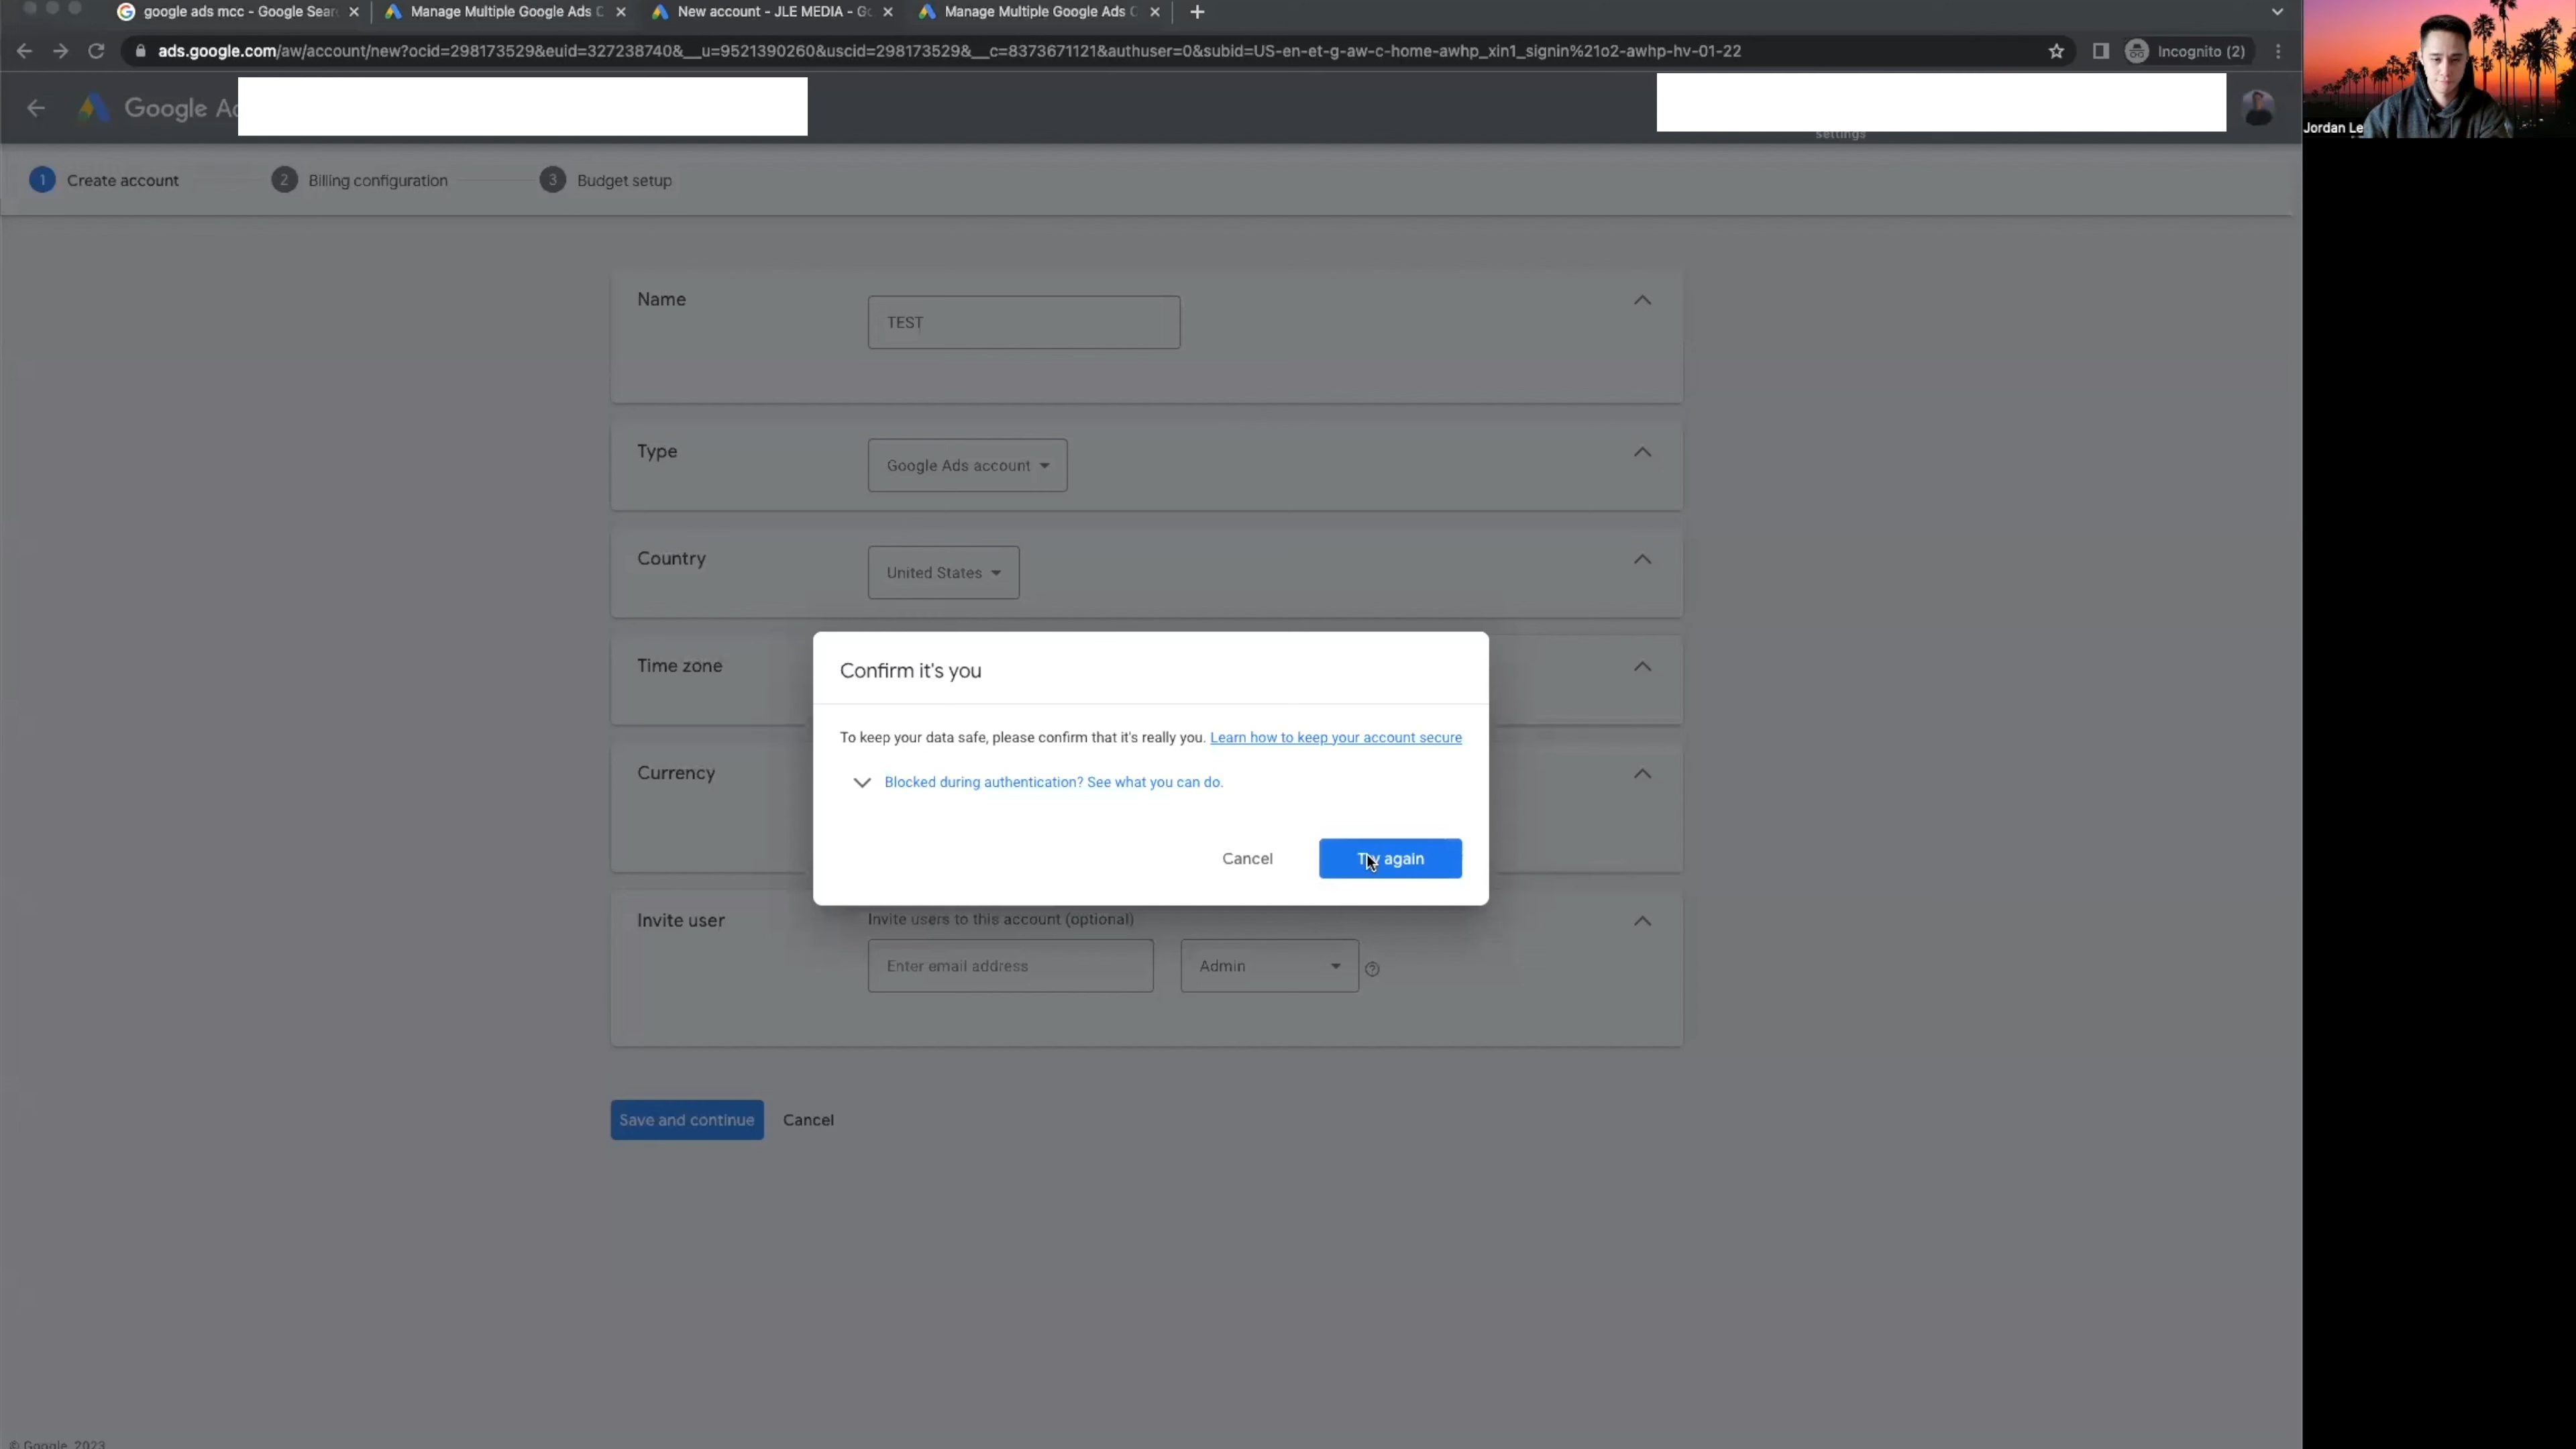 google ads mcc - Google Sear
Manage Multiple Google Ads C
New account - JLE MEDIA - Go
Manage Multiple Google Ads C
ads.google.com/aw/account/new?ocid=298173529&euid=327238740&__u=9521390260&uscid=298173529&__c=8373671121&authuser=0&subid=US-en-et-g-aw-c-home-awhp_xin1_signin%21o2-awhp-hv-01-22
Incognito (2)
Google Ad
settings
Jordan Le
1 Create account
2 Billing configuration
3 Budget setup
Name
TEST
Type
Google Ads account
Country
United States
Time zone
Confirm it's you
To keep your data safe, please confirm that it's really you. Learn how to keep your account secure
Currency
Blocked during authentication? See what you can do.
Cancel
Try again
Invite user
Invite users to this account (optional)
Enter email address
Admin
Save and continue
Cancel
© Google, 2023